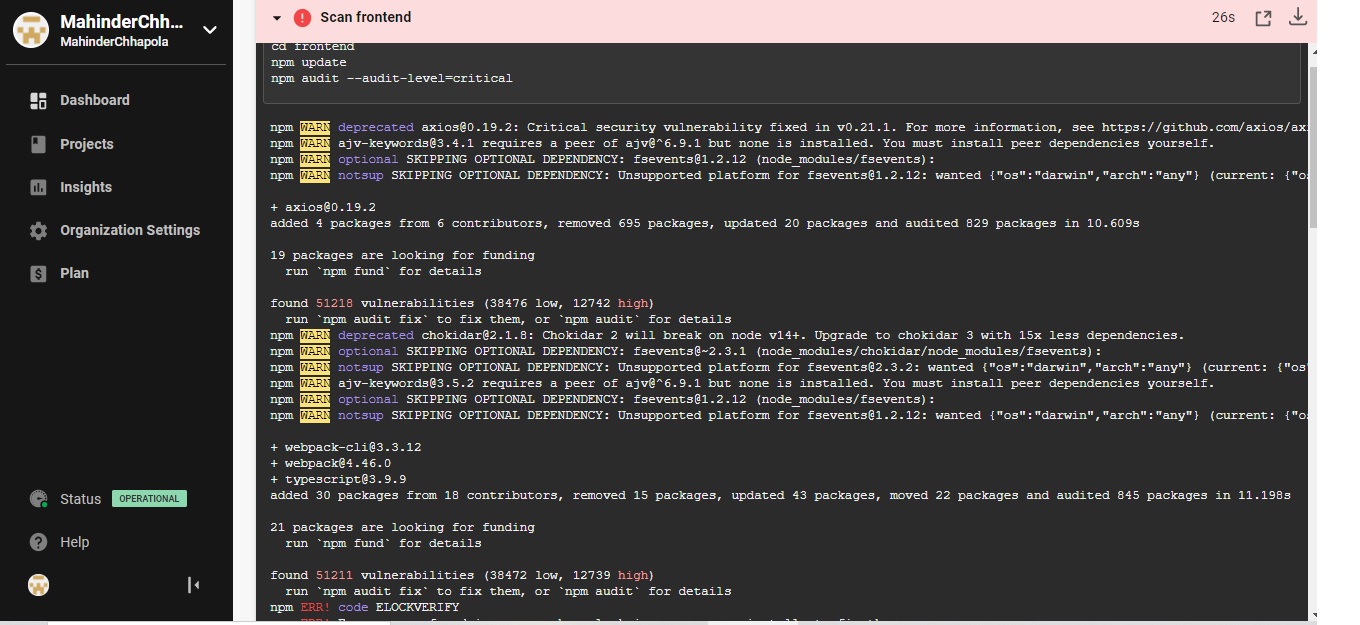 MahinderChh...
MahinderChhapola
Dashboard
Projects
Insights
Organization Settings
Plan
Status OPERATIONAL
Help
Scan frontend
26s
cd frontend
npm update
npm audit --audit-level=critical
npm WARN deprecated axios@0.19.2: Critical security vulnerability fixed in v0.21.1. For more information, see https://github.com/axios/ax
npm WARN ajv-keywords@3.4.1 requires a peer of ajv@^6.9.1 but none is installed. You must install peer dependencies yourself.
npm WARN optional SKIPPING OPTIONAL DEPENDENCY: fsevents@1.2.12 (node_modules/fsevents):
npm WARN notsup SKIPPING OPTIONAL DEPENDENCY: Unsupported platform for fsevents@1.2.12: wanted {"os":"darwin","arch":"any"} (current: {"os
+ axios@0.19.2
added 4 packages from 6 contributors, removed 695 packages, updated 20 packages and audited 829 packages in 10.609s
19 packages are looking for funding
run `npm fund` for details
found 51218 vulnerabilities (38476 low, 12742 high)
run `npm audit fix` to fix them, or `npm audit` for details
npm WARN deprecated chokidar@2.1.8: Chokidar 2 will break on node v14+. Upgrade to chokidar 3 with 15x less dependencies.
npm WARN optional SKIPPING OPTIONAL DEPENDENCY: fsevents@~2.3.1 (node_modules/chokidar/node_modules/fsevents):
npm WARN notsup SKIPPING OPTIONAL DEPENDENCY: Unsupported platform for fsevents@2.3.2: wanted {"os":"darwin","arch":"any"} (current: {"os"
npm WARN ajv-keywords@3.5.2 requires a peer of ajv@^6.9.1 but none is installed. You must install peer dependencies yourself.
npm WARN optional SKIPPING OPTIONAL DEPENDENCY: fsevents@1.2.12 (node_modules/fsevents):
npm WARN notsup SKIPPING OPTIONAL DEPENDENCY: Unsupported platform for fsevents@1.2.12: wanted {"os":"darwin","arch":"any"} (current: {"os
+ webpack-cli@3.3.12
+ webpack@4.46.0
+ typescript@3.9.9
added 30 packages from 18 contributors, removed 15 packages, updated 43 packages, moved 22 packages and audited 845 packages in 11.198s
21 packages are looking for funding
run `npm fund` for details
found 51211 vulnerabilities (38472 low, 12739 high)
run `npm audit fix` to fix them, or `npm audit` for details
npm ERR! code ELOCKVERIFY